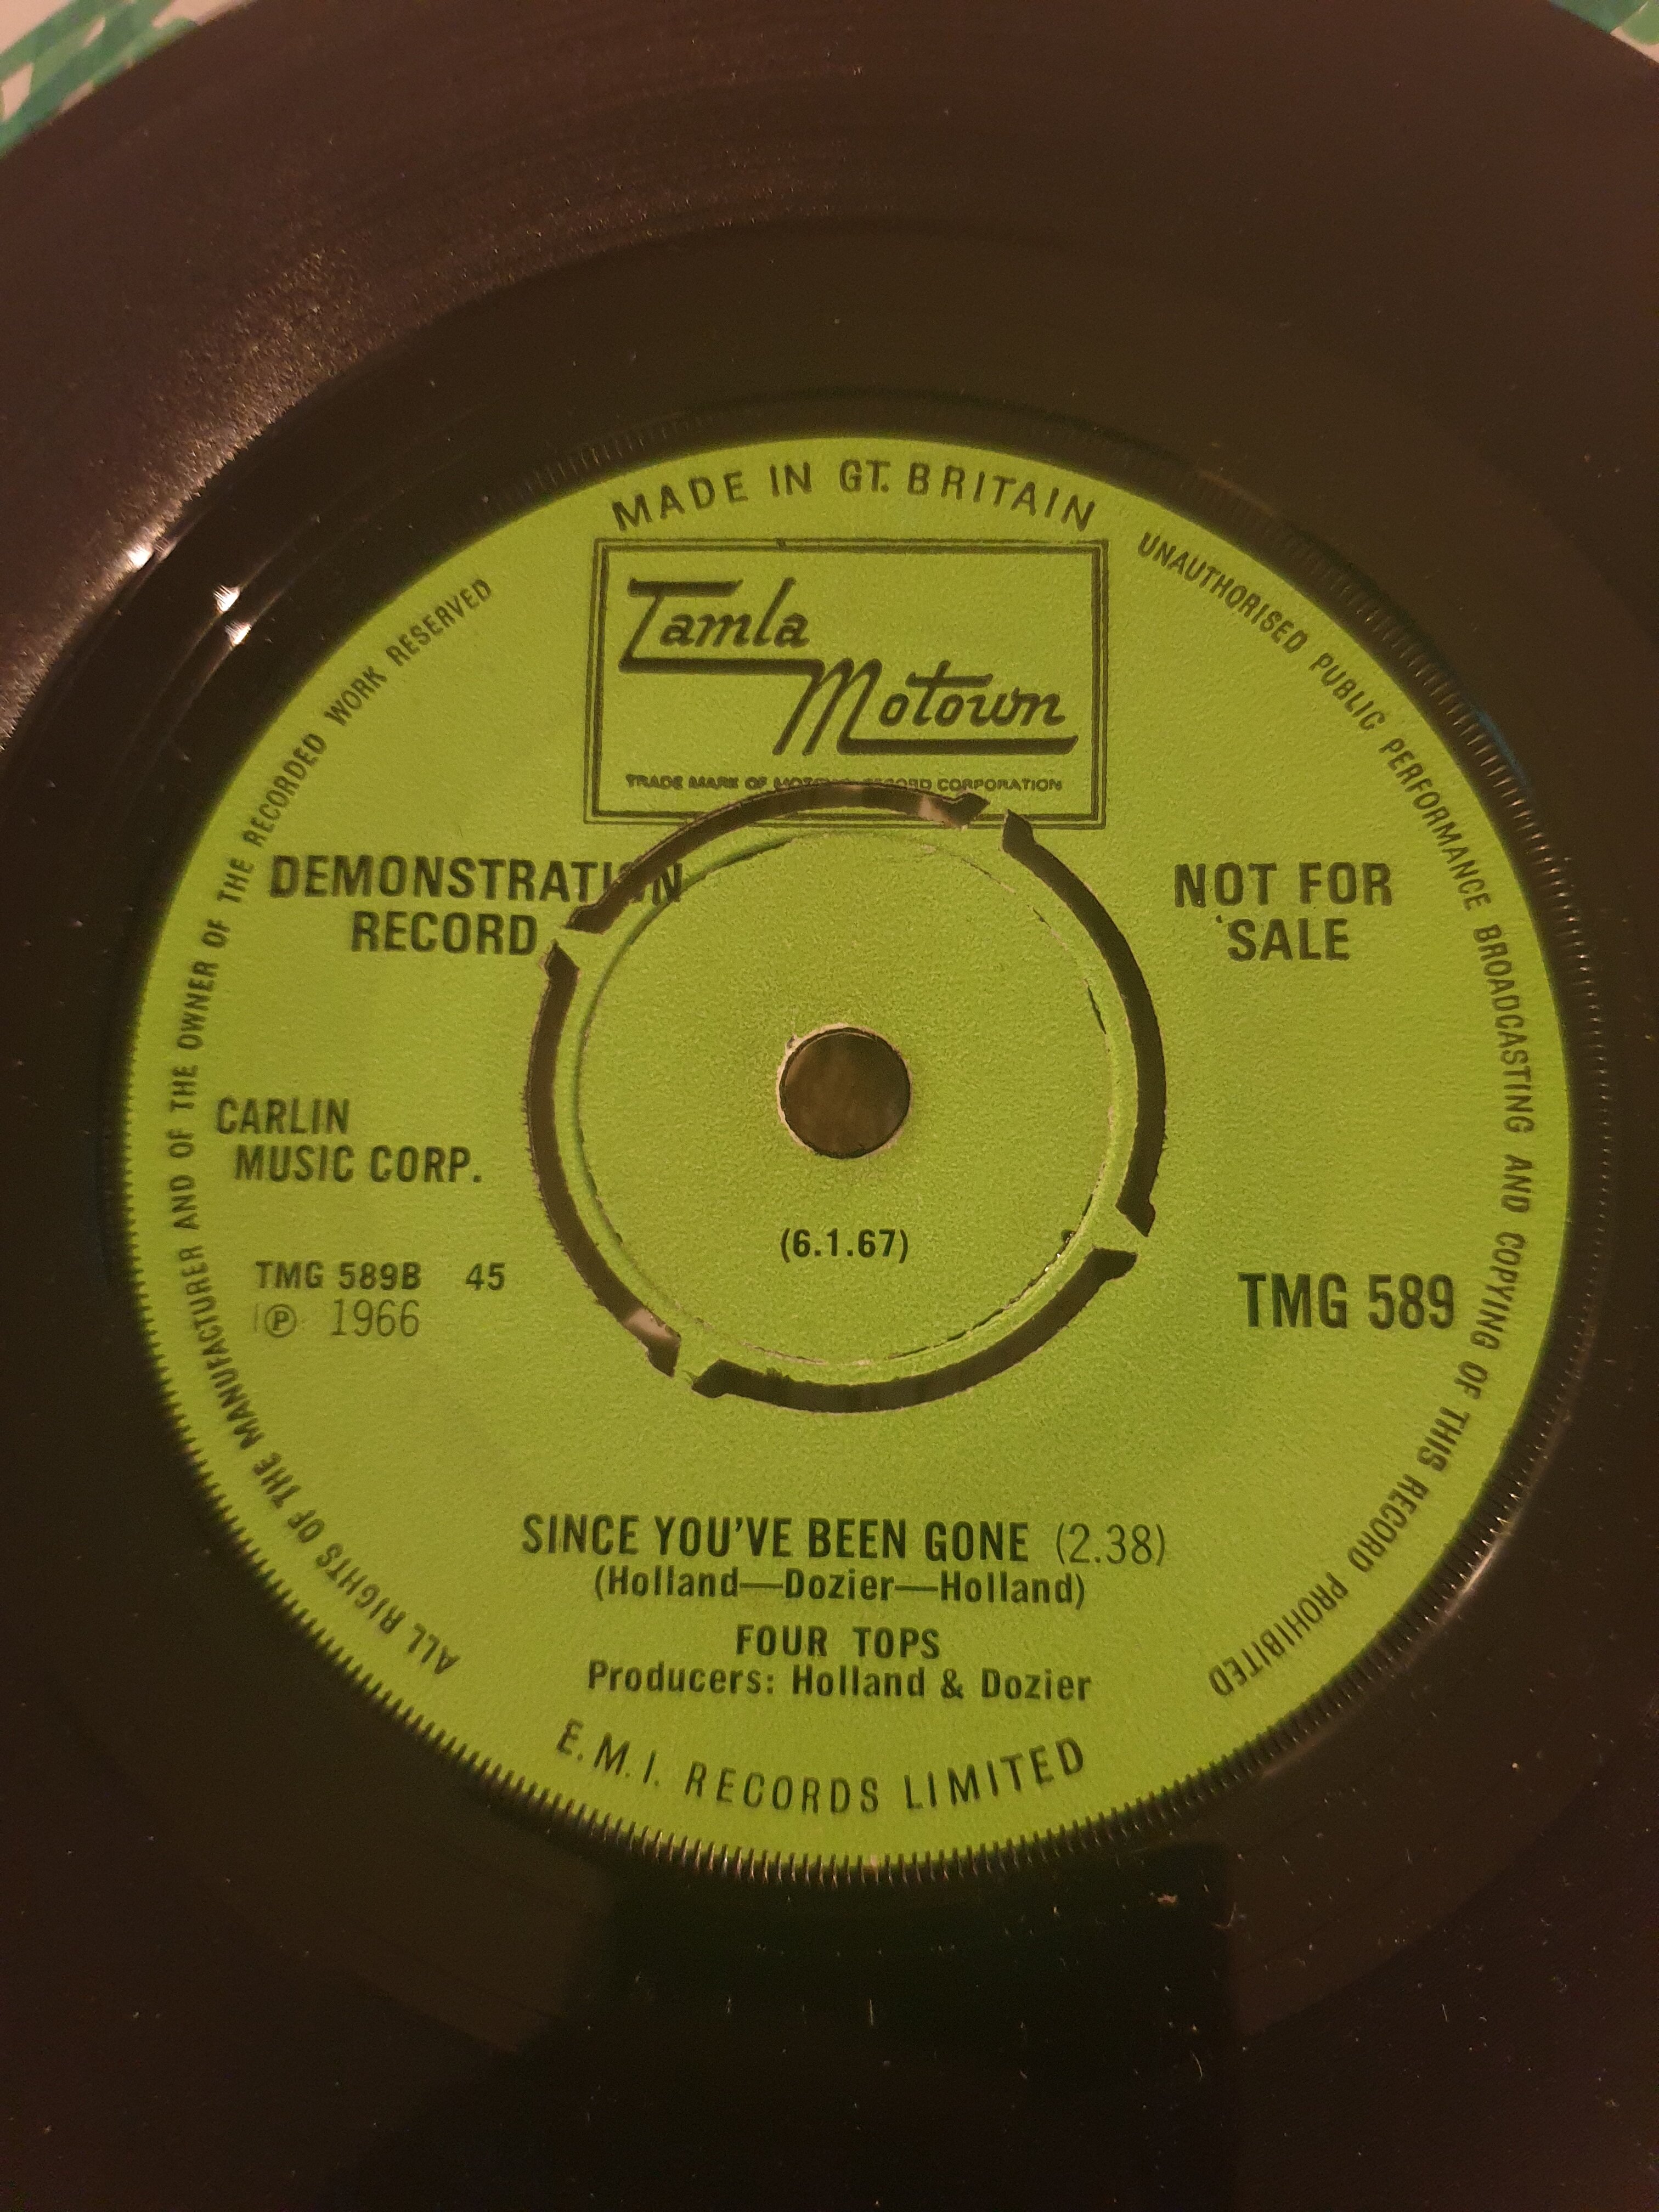 MADE IN GT. BRITAIN
UNAUTHORISED PUBLIC PERFORMANCE BROADCASTING AND COPYING OF THIS RECORD PROHIBITED
ALL RIGHTS OF THE MANUFACTURER AND OF THE OWNER OF THE RECORDED WORK RESERVED
Tamla
Motown
TRADE MARK OF MOTOWN RECORD CORPORATION
DEMONSTRATION
RECORD
NOT FOR
SALE
CARLIN
MUSIC CORP.
(6.1.67)
TMG 589B 45
℗ 1966
TMG 589
SINCE YOU'VE BEEN GONE (2.38)
(Holland—Dozier—Holland)
FOUR TOPS
Producers: Holland & Dozier
E.M.I. RECORDS LIMITED